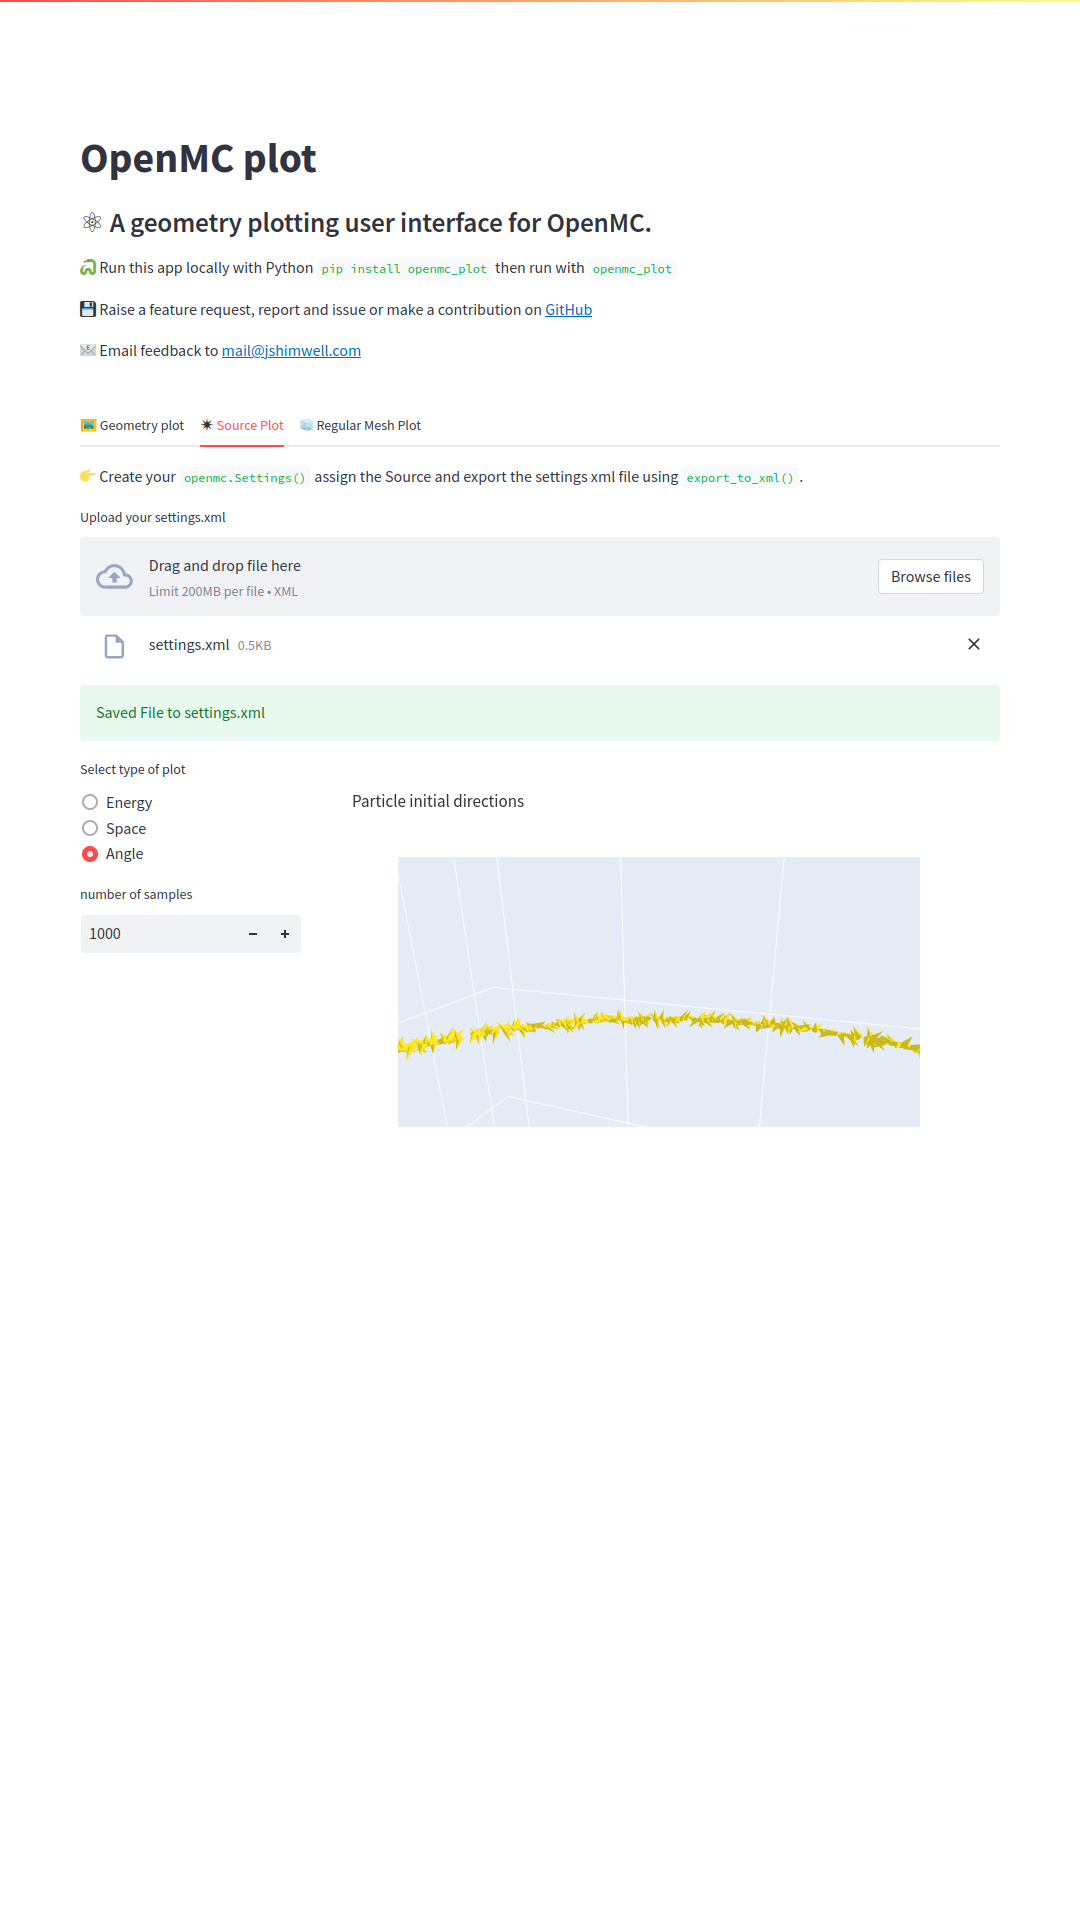 OpenMC plot
⚛ A geometry plotting user interface for OpenMC.
🐍 Run this app locally with Python pip install openmc_plot then run with openmc_plot
💾 Raise a feature request, report and issue or make a contribution on GitHub
📧 Email feedback to mail@jshimwell.com
🖼️ Geometry plot ✴ Source Plot 🧊 Regular Mesh Plot
👉 Create your openmc.Settings() assign the Source and export the settings xml file using export_to_xml() .
Upload your settings.xml
Drag and drop file here
Limit 200MB per file • XML
Browse files
settings.xml 0.5KB
Saved File to settings.xml
Select type of plot
Energy
Space
Angle
number of samples
1000
Particle initial directions